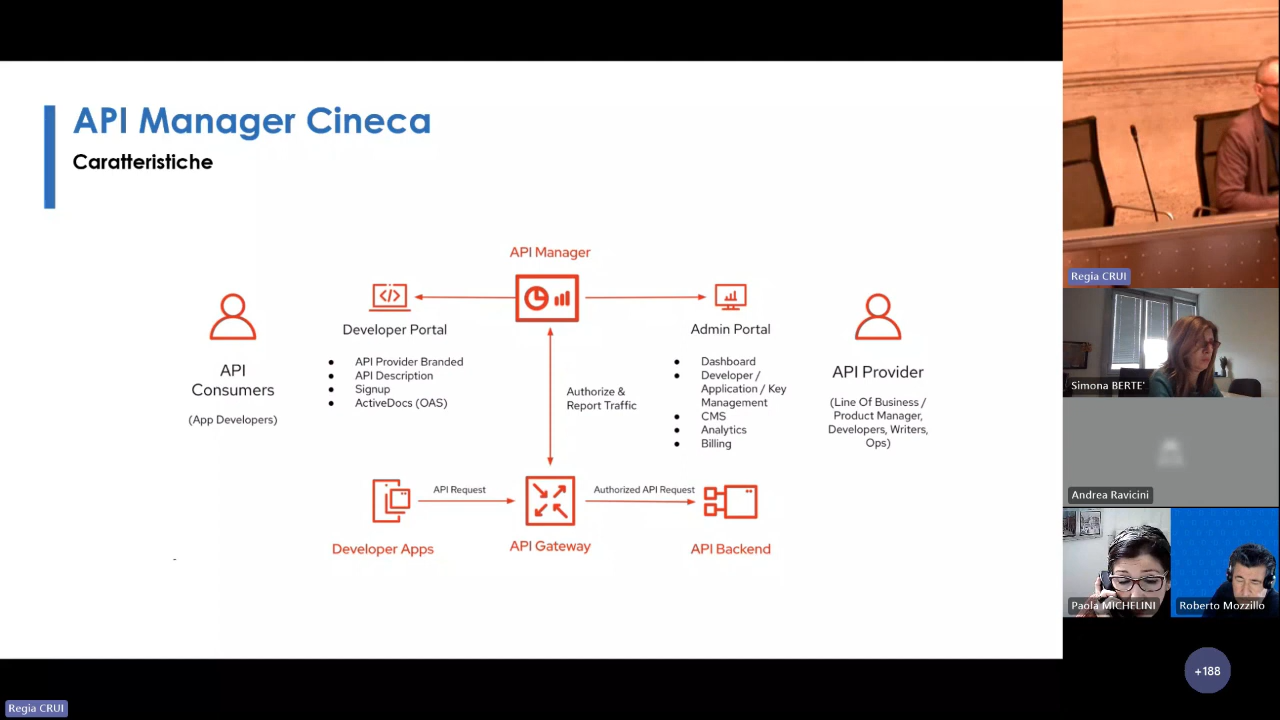 API Manager Cineca
Caratteristiche
API Manager
Developer Portal
Admin Portal
API
Consumers
(App Developers)
• API Provider Branded
• API Description
• Signup
• ActiveDocs (OAS)
Authorize &
Report Traffic
• Dashboard
• Developer /
Application / Key
Management
• CMS
• Analytics
• Billing
API Provider
(Line Of Business /
Product Manager,
Developers, Writers,
Ops)
API Request
Authorized API Request
Developer Apps
API Gateway
API Backend
Regia CRUI
Simona BERTE'
Andrea Ravicini
Paola MICHELINI
Roberto Mozzillo
+188
Regia CRUI